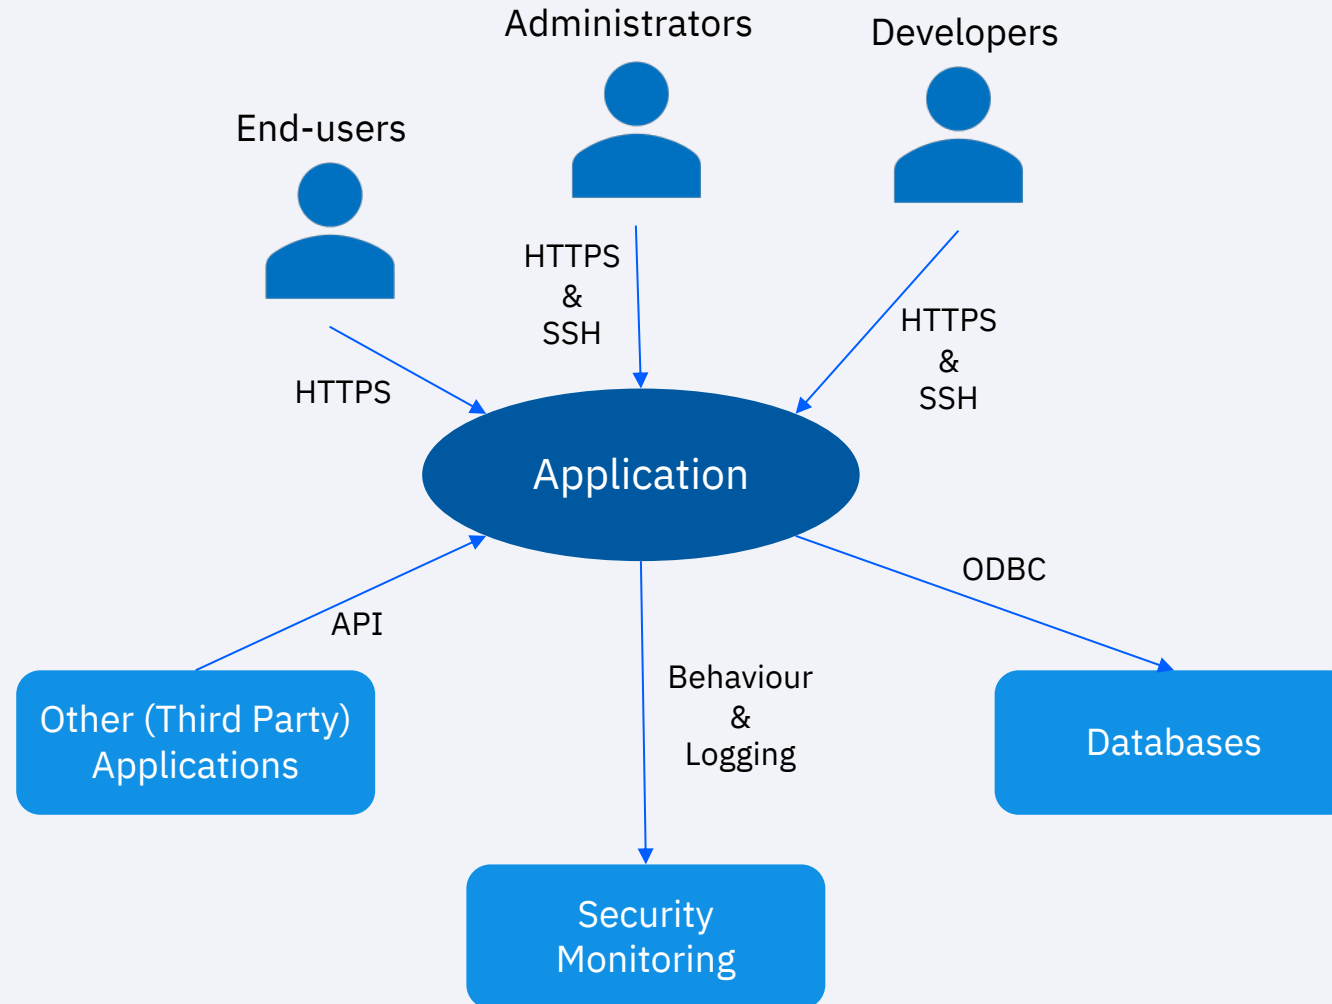 Administrators
Developers
End-users
HTTPS
&
SSH
HTTPS
&
SSH
HTTPS
Application
ODBC
API
Behaviour
&
Logging
Other (Third Party)
Applications
Databases
Security
Monitoring